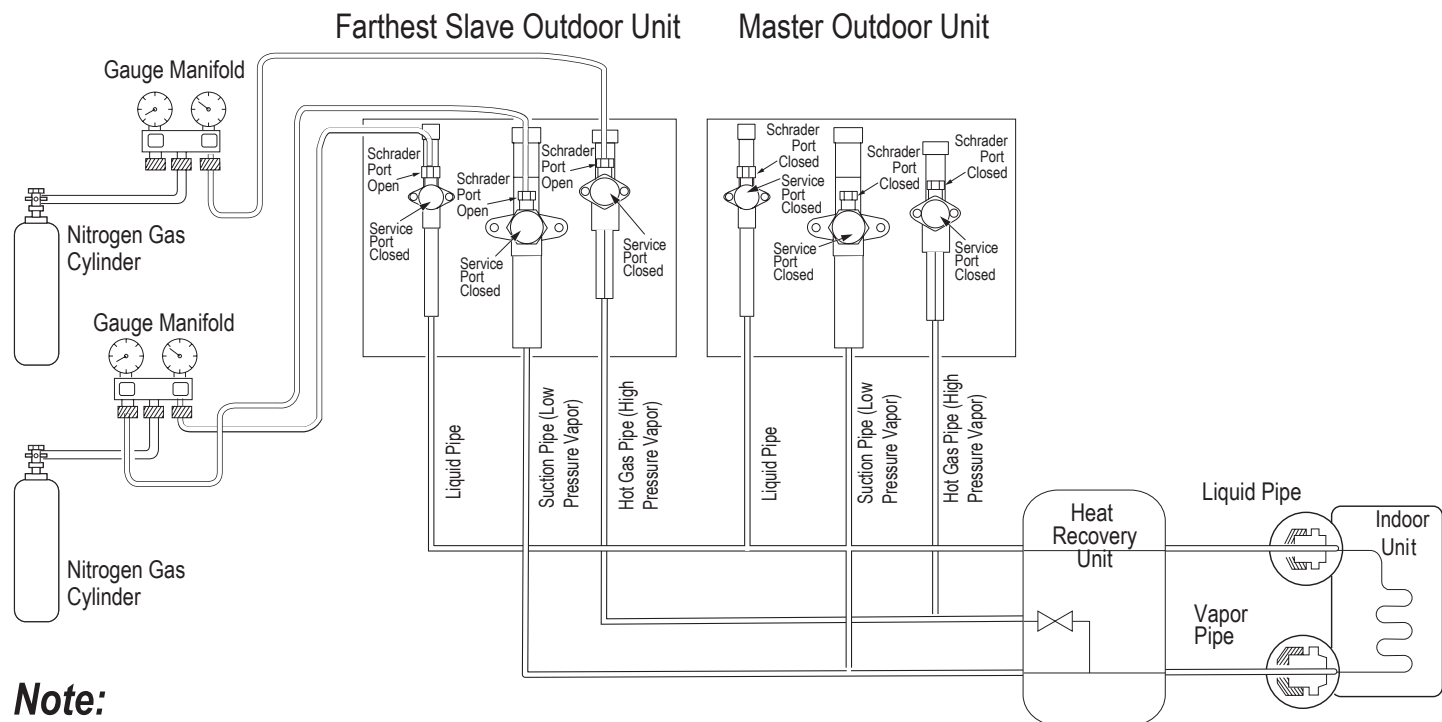 Farthest Slave Outdoor Unit
Master Outdoor Unit
Gauge Manifold
Nitrogen Gas
Cylinder
Gauge Manifold
Nitrogen Gas
Cylinder
Schrader
Port
Open
Service
Port
Closed
Schrader
Port
Open
Service
Port
Closed
Schrader
Port
Open
Service
Port
Closed
Schrader
Port
Closed
Service
Port
Closed
Schrader
Port
Closed
Service
Port
Closed
Schrader
Port
Closed
Service
Port
Closed
Liquid Pipe
Suction Pipe (Low
Pressure Vapor)
Hot Gas Pipe (High
Pressure Vapor)
Liquid Pipe
Suction Pipe (Low
Pressure Vapor)
Hot Gas Pipe (High
Pressure Vapor)
Heat
Recovery
Unit
Liquid Pipe
Indoor
Unit
Vapor
Pipe
Note: